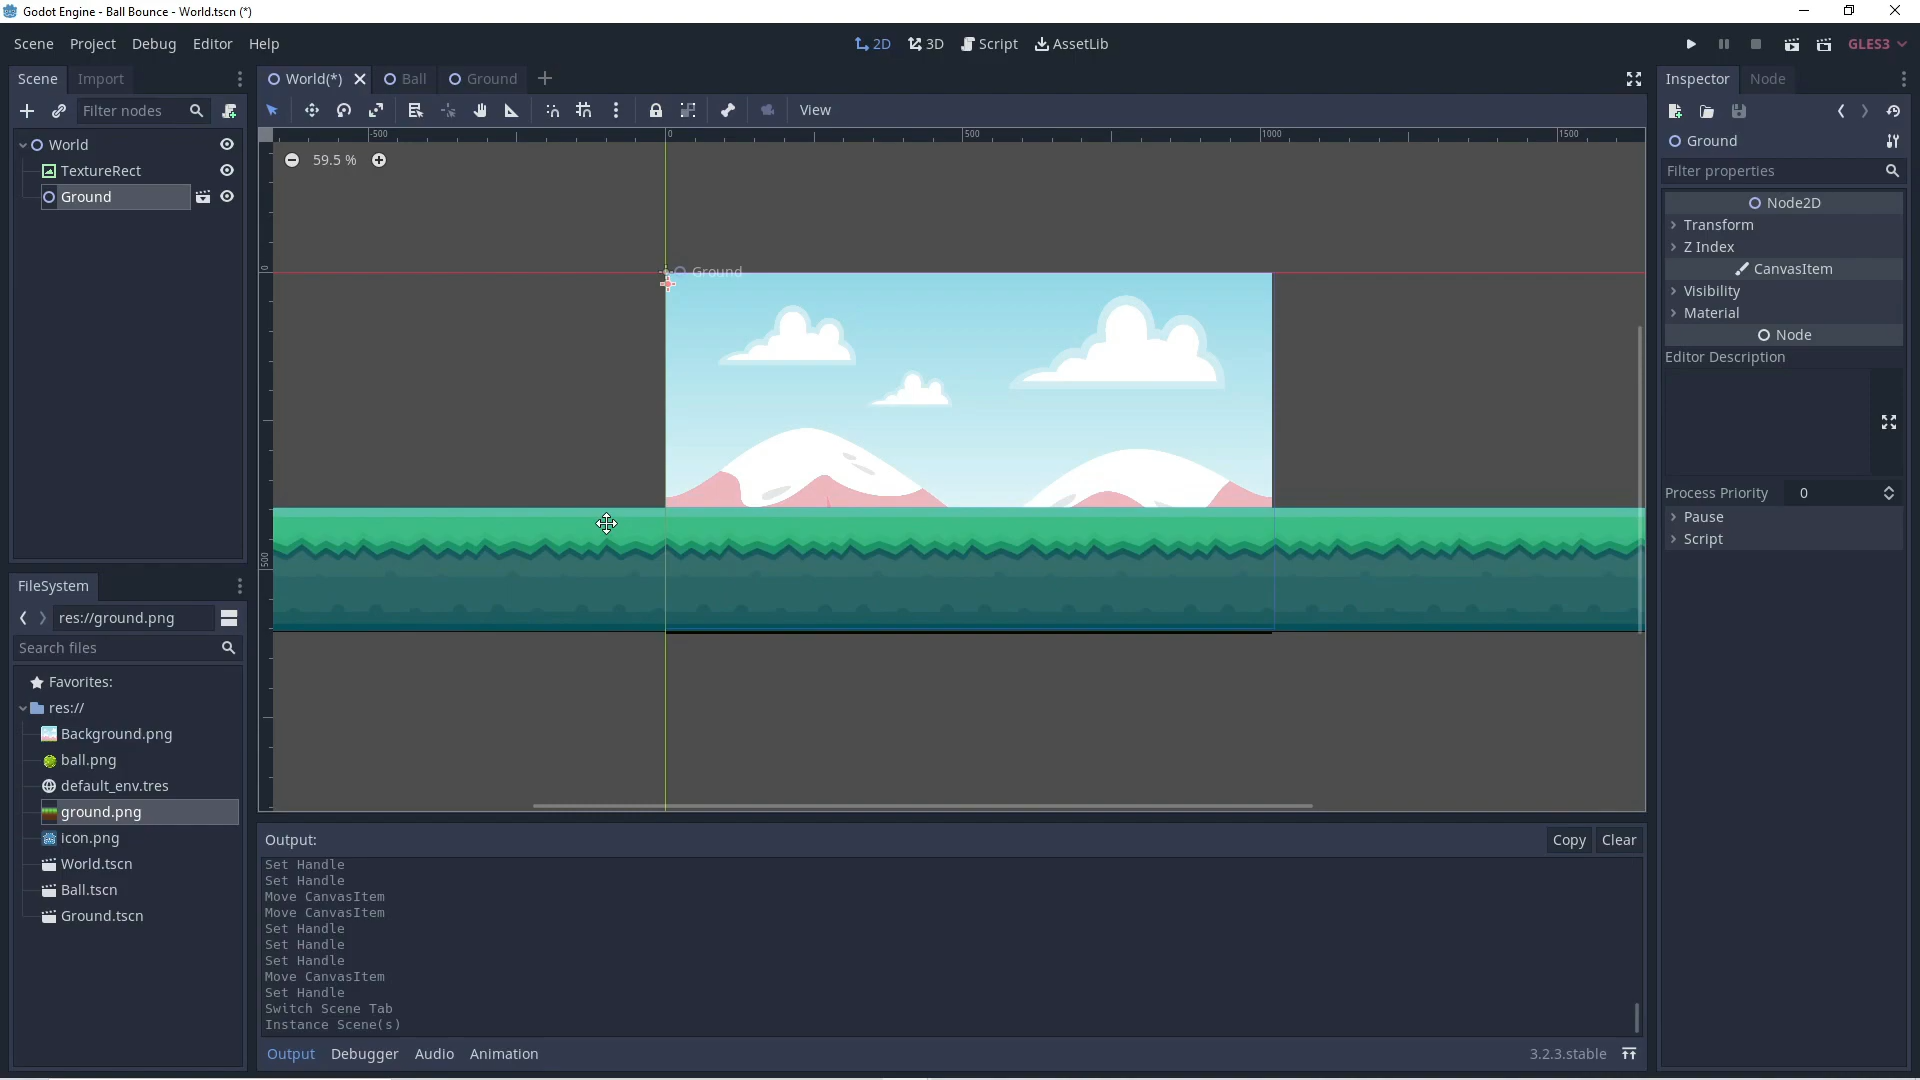 Godot Engine - Ball Bounce - World.tscn (*)
Scene Project Debug Editor Help
2D 3D Script AssetLib
GLES3
Scene Import
World(*) Ball Ground
Inspector Node
Filter nodes
View
World
TextureRect
Ground
59.5 %
-500 0 500 1000 1500
0
500
Ground
Ground
Filter properties
Node2D
Transform
Z Index
CanvasItem
Visibility
Material
Node
Editor Description
Process Priority 0
Pause
Script
FileSystem
res://ground.png
Search files
Favorites:
res://
Background.png
ball.png
default_env.tres
ground.png
icon.png
World.tscn
Ball.tscn
Ground.tscn
Output: Copy Clear
Set Handle
Set Handle
Move CanvasItem
Move CanvasItem
Set Handle
Set Handle
Set Handle
Move CanvasItem
Set Handle
Switch Scene Tab
Instance Scene(s)
Output Debugger Audio Animation 3.2.3.stable